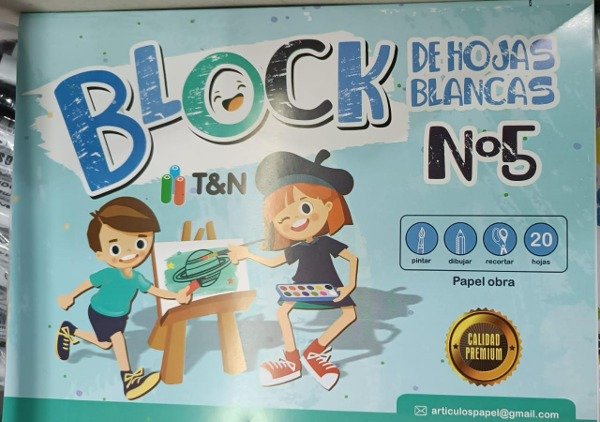 BLOCK
DE HOJAS
BLANCAS
Nº5
T&N
pintar dibujar recortar 20 hojas
Papel obra
CALIDAD
PREMIUM
articulospapel@gmail.com